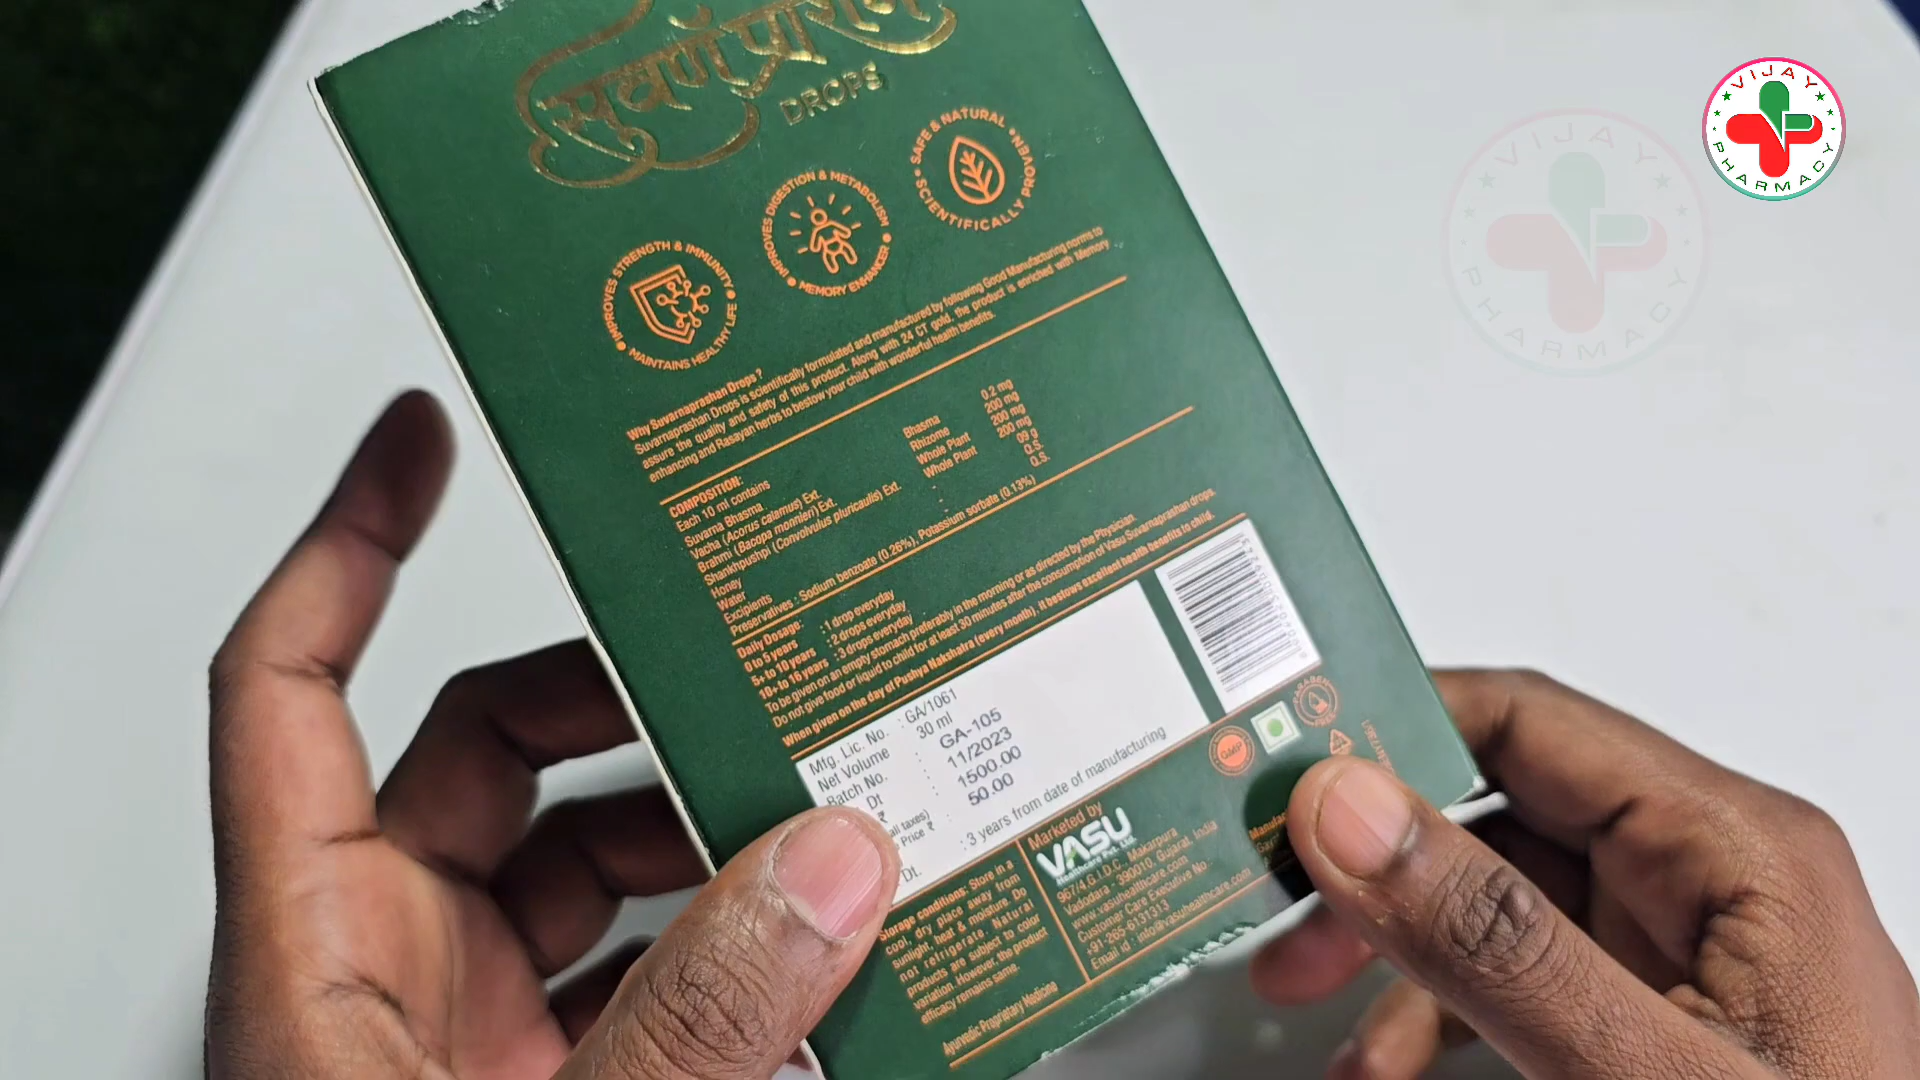 सुवर्णप्राशन
DROPS
IMPROVES STRENGTH & IMMUNITY
MAINTAINS HEALTHY LIFE
IMPROVES DIGESTION & METABOLISM
MEMORY ENHANCER
SAFE & NATURAL
SCIENTIFICALLY PROVEN
Why Suvarnaprashan Drops ?
Suvarnaprashan Drops is scientifically formulated and manufactured by following Good Manufacturing norms to
assure the quality and safety of this product. Along with 24 CT gold, the product is enriched with Memory
enhancing and Rasayan herbs to bestow your child with wonderful health benefits.
COMPOSITION:
Each 10 ml contains
Suvarna Bhasma Bhasma 0.2 mg
Vacha (Acorus calamus) Ext. Rhizome 200 mg
Brahmi (Bacopa monnieri) Ext. Whole Plant 200 mg
Shankhpushpi (Convolvulus pluricaulis) Ext. Whole Plant 200 mg
Honey - 09 g
Water - Q.S.
Excipients - Q.S.
Preservatives : Sodium benzoate (0.26%), Potassium sorbate (0.13%)
Daily Dosage:
0 to 5 years : 1 drop everyday
5+ to 10 years : 2 drops everyday
10+ to 16 years : 3 drops everyday
To be given on an empty stomach preferably in the morning or as directed by the Physician.
Do not give food or liquid to child for at least 30 minutes after the consumption of Vasu Suvarnaprashan drops.
When given on the day of Pushya Nakshatra (every month), it bestows excellent health benefits to child.
Mfg. Lic. No. : GA/1061
Net Volume : 30 ml
Batch No. : GA-105
Dt : 11/2023
₹ : 1500.00
all taxes)
Price ₹ : 50.00
Dt. : 3 years from date of manufacturing
Storage conditions: Store in a
cool, dry place away from
sunlight, heat & moisture. Do
not refrigerate. Natural
products are subject to color
variation. However, the product
efficacy remains same.
Ayurvedic Proprietary Medicine
Marketed by
VASU
Healthcare Pvt. Ltd.
967/4, G.I.D.C., Makarpura
Vadodara - 390010, Gujarat, India
www.vasuhealthcare.com
Customer Care Executive No.:
+91-265-6131313
Email id : info@vasuhealthcare.com
GMP
VIJAY
PHARMACY
VIJAY
PHARMACY